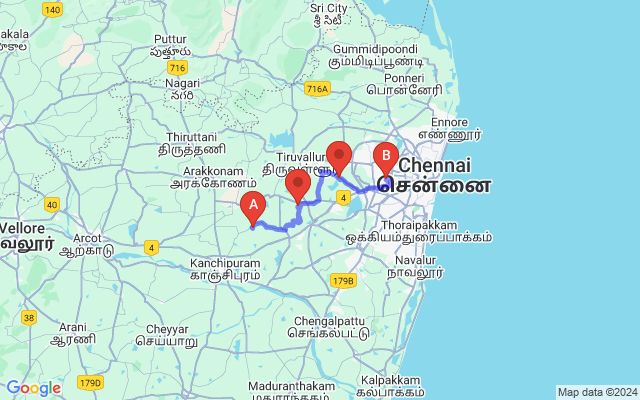 Sri City
శ్రీ సిటీ
140
Puttur
పుత్తూరు
Gummidipoondi
கும்மிடிப்பூண்டி
716
Nagari
నగరి
716A
Ponneri
பொன்னேரி
Ennore
எண்ணூர்
Thiruttani
திருத்தணி
Tiruvallur
திருவள்ளூர்
B
Chennai
சென்னை
Arakkonam
அரக்கோணம்
A
4
40
Vellore
வேலூர்
Arcot
ஆற்காடு
4
Thoraipakkam
ஒக்கியம்துரைப்பாக்கம்
Kanchipuram
காஞ்சிபுரம்
Navalur
நாவலூர்
179B
38
Arani
ஆரணி
Cheyyar
செய்யாறு
Chengalpattu
செங்கல்பட்டு
179D
Maduranthakam
மதுராந்தகம்
Kalpakkam
கல்பாக்கம்
Google
Map data ©2024